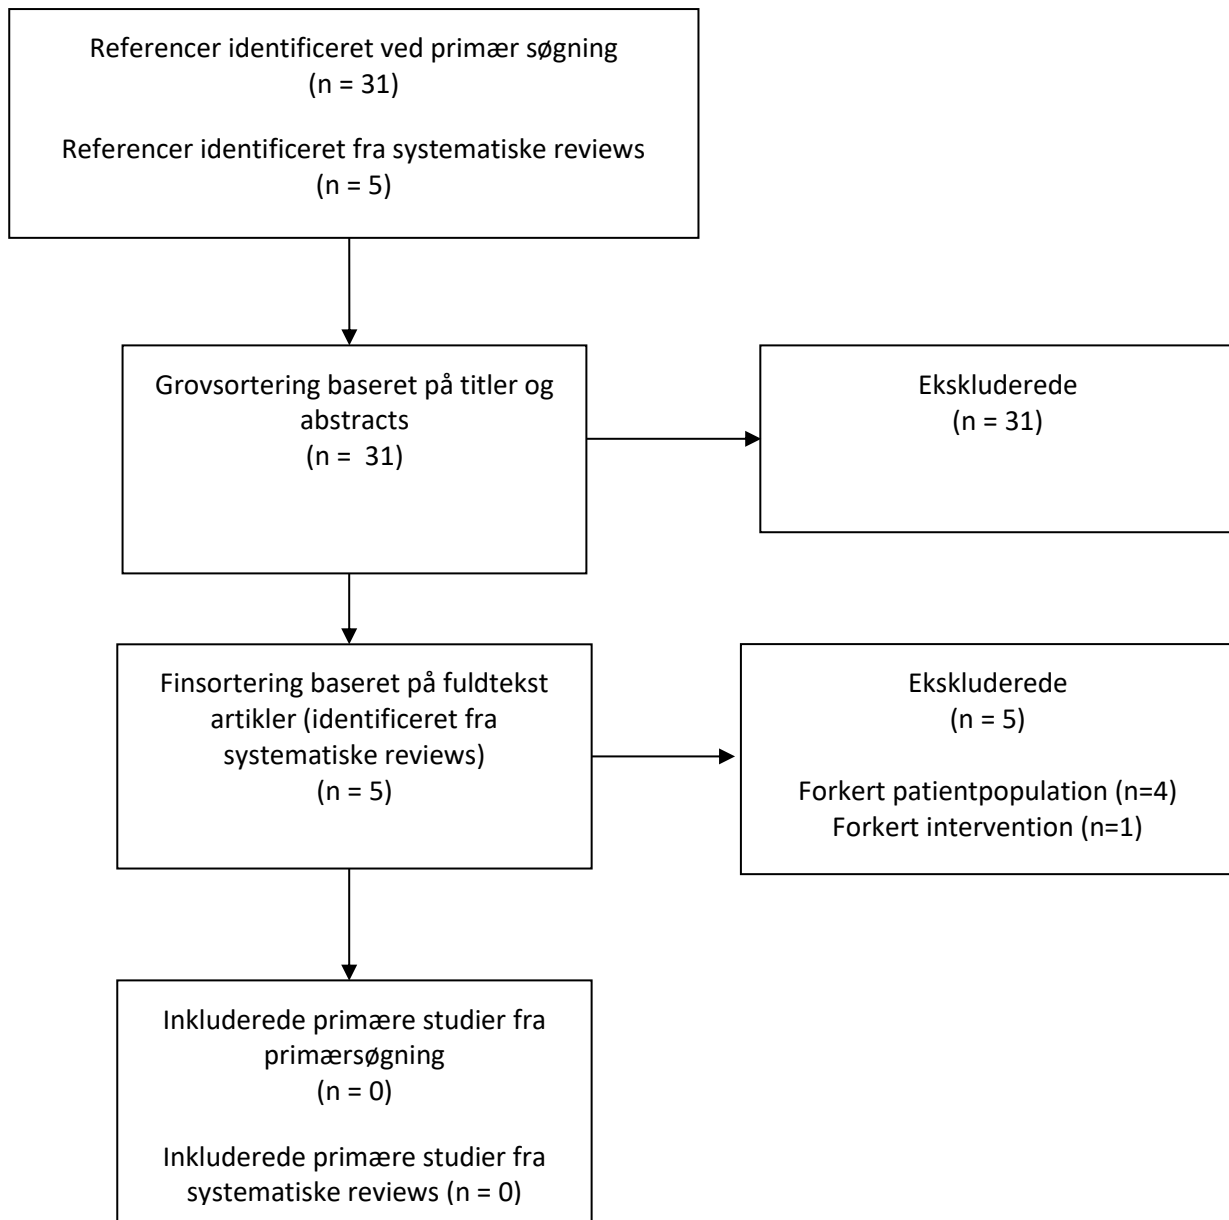 Referencer identificeret ved primær søgning
(n = 31)
Referencer identificeret fra systematiske reviews
(n = 5)
Grovsortering baseret på titler og
abstracts
(n =  31)
Ekskluderede
(n = 31)
Finsortering baseret på fuldtekst
artikler (identificeret fra
systematiske reviews)
(n = 5)
Ekskluderede
(n = 5)
Forkert patientpopulation (n=4)
Forkert intervention (n=1)
Inkluderede primære studier fra
primærsøgning
(n = 0)
Inkluderede primære studier fra
systematiske reviews (n = 0)